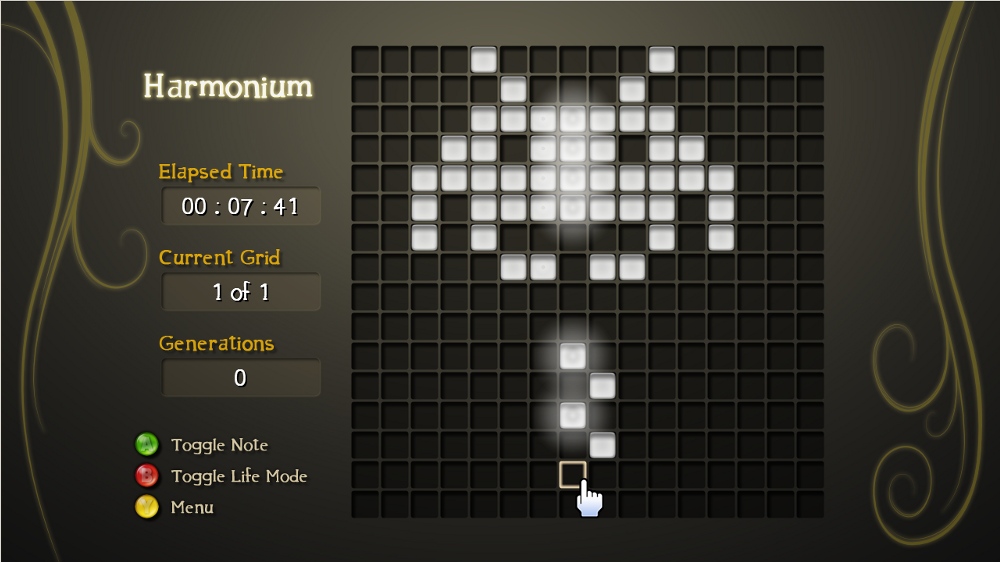 Harmonium
Elapsed Time
00 : 07 : 41
Current Grid
1 of 1
Generations
0
A Toggle Note
B Toggle Life Mode
Y Menu